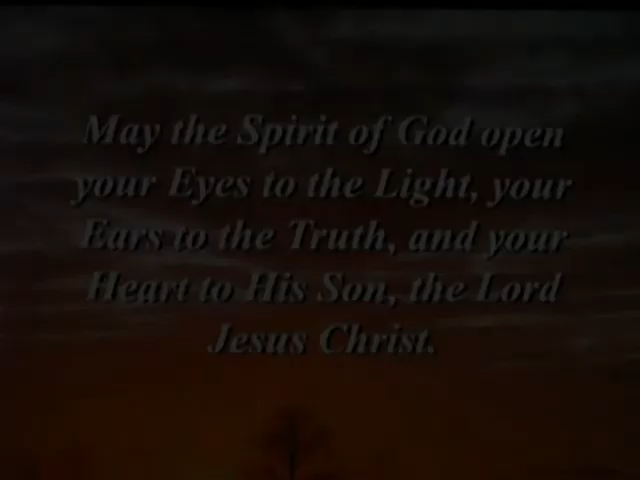 May the Spirit of God open
your Eyes to the Light, your
Ears to the Truth, and your
Heart to His Son, the Lord
Jesus Christ.